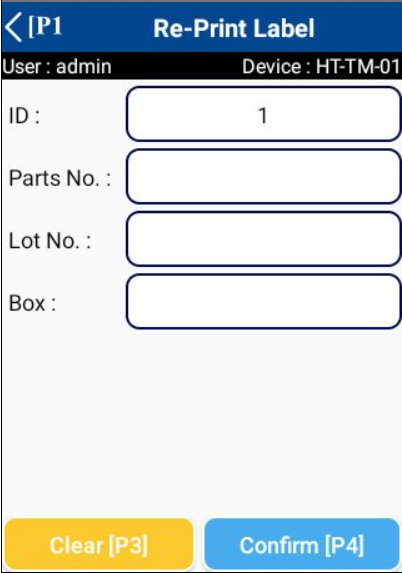 [P1 Re-Print Label
User : admin Device : HT-TM-01
ID : 1
Parts No. :
Lot No. :
Box :
Clear [P3] Confirm [P4]